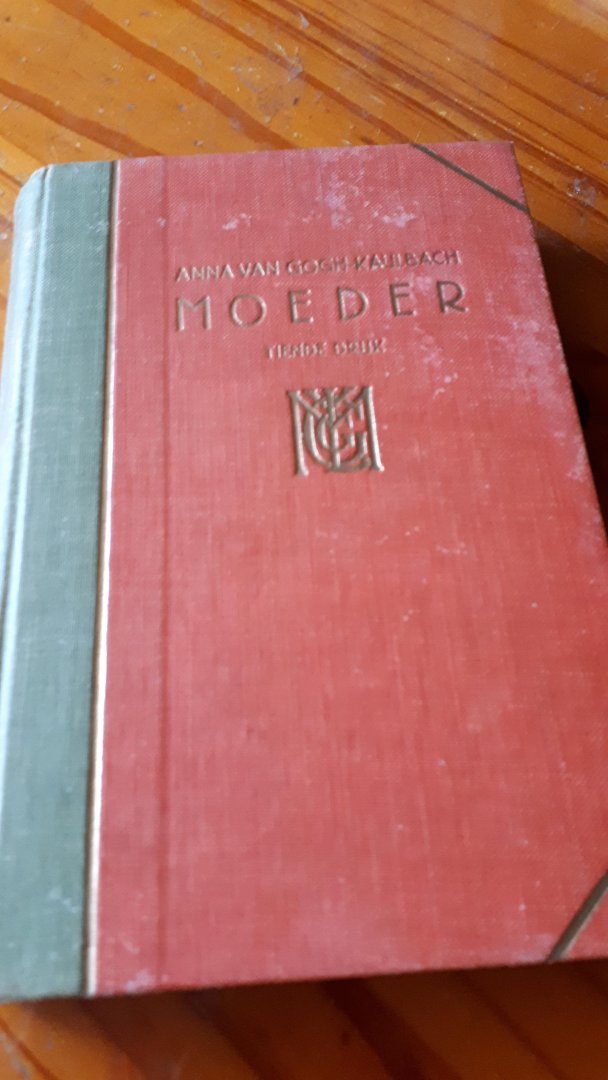 ANNA VAN GOGH-KAULBACH
MOEDER
TIENDE DRUK